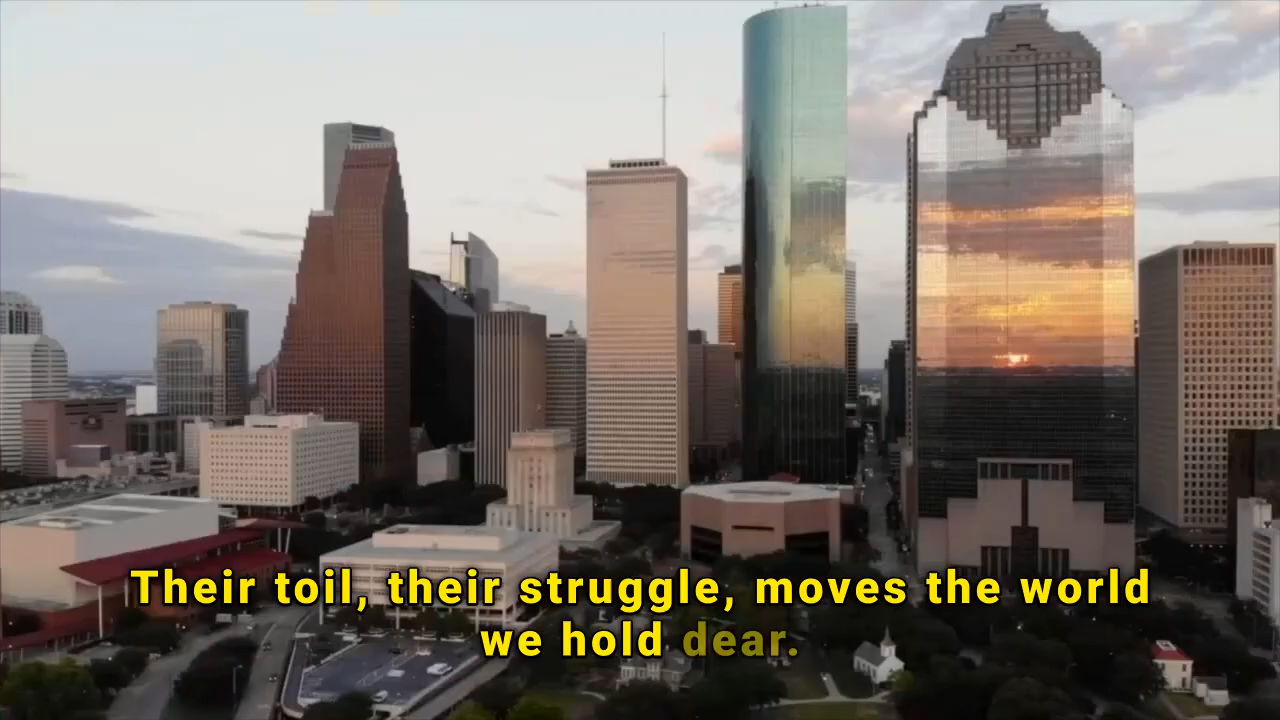 Their toil, their struggle, moves the world
we hold dear.